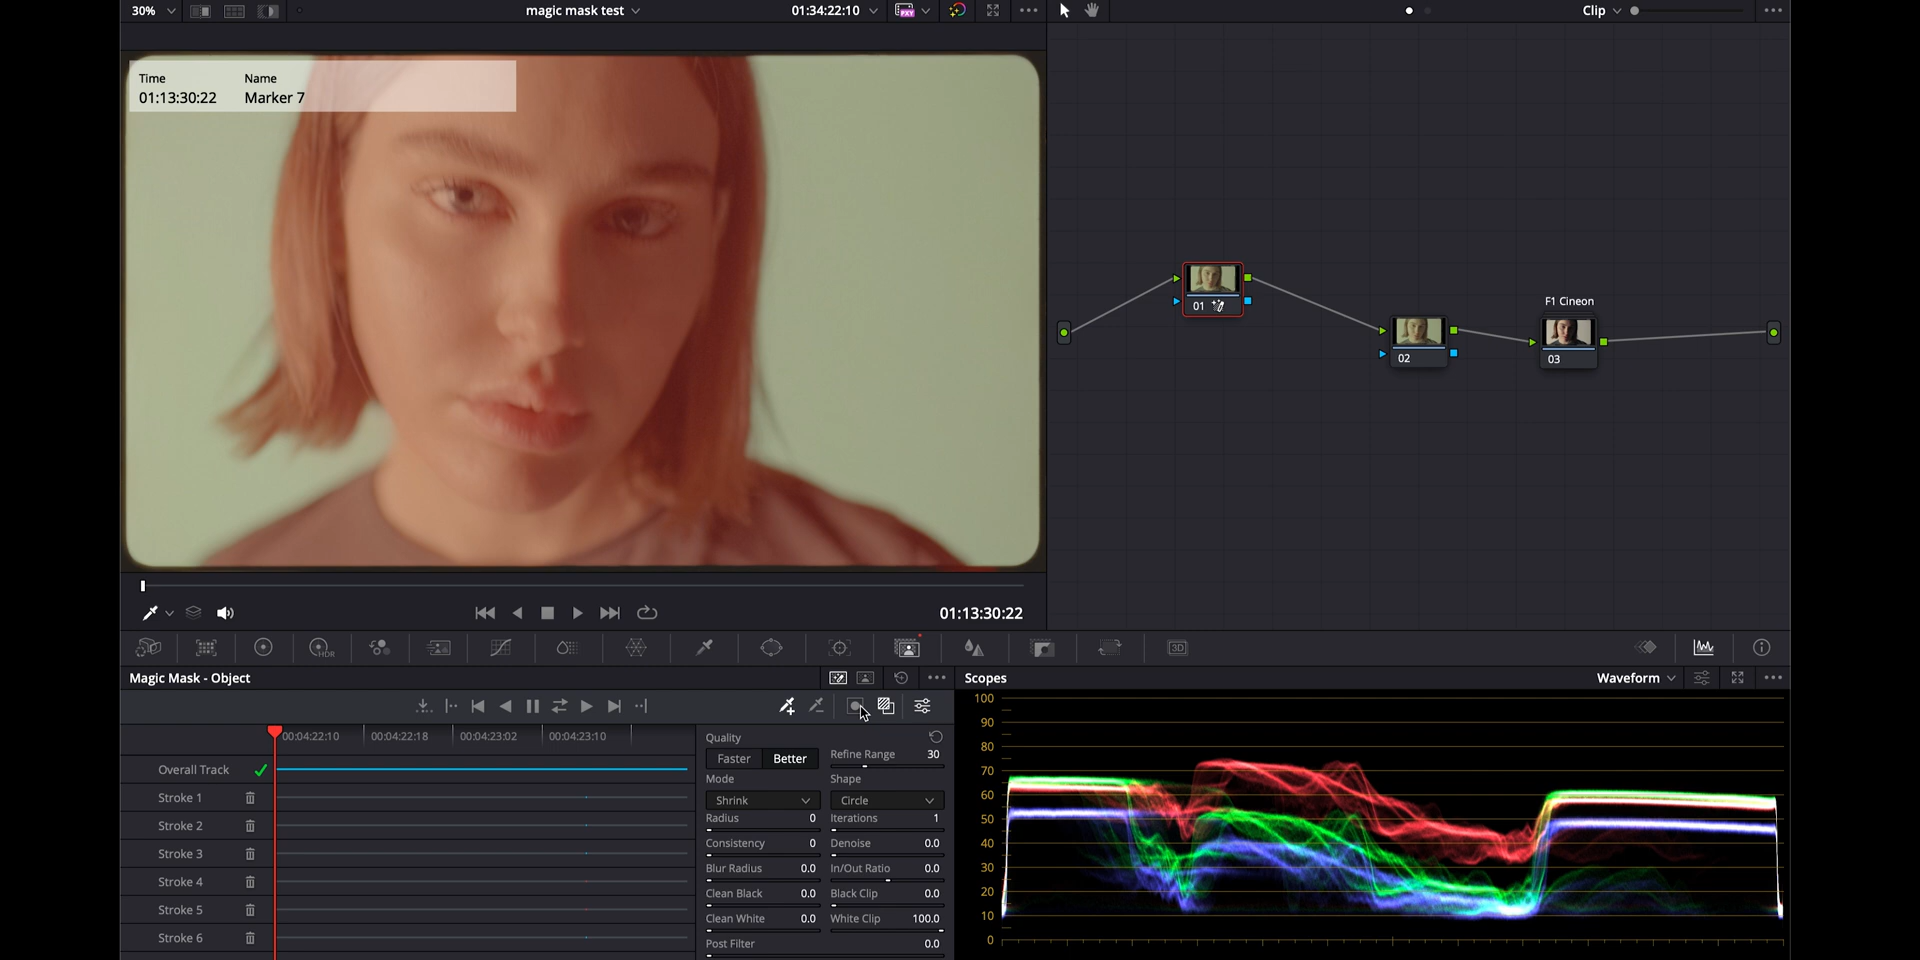 30%
magic mask test
01:34:22:10
PXY
Clip
Time Name
01:13:30:22 Marker 7
F1 Cineon
01
02
03
01:13:30:22
HDR
3D
Magic Mask - Object
Scopes
Waveform
00:04:22:10 00:04:22:18 00:04:23:02 00:04:23:10
Overall Track
Stroke 1
Stroke 2
Stroke 3
Stroke 4
Stroke 5
Stroke 6
Quality
Faster Better
Refine Range 30
Mode Shape
Shrink Circle
Radius 0 Iterations 1
Consistency 0 Denoise 0.0
Blur Radius 0.0 In/Out Ratio 0.0
Clean Black 0.0 Black Clip 0.0
Clean White 0.0 White Clip 100.0
Post Filter 0.0
100
90
80
70
60
50
40
30
20
10
0